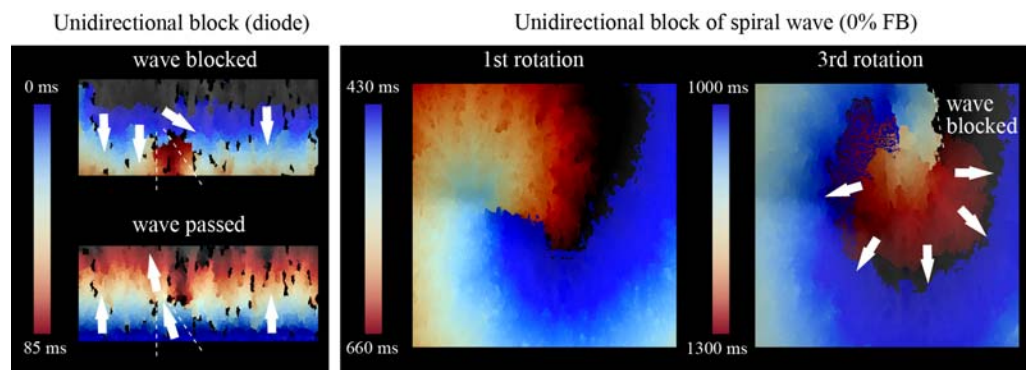 Unidirectional block (diode)
wave blocked
0 ms
wave passed
85 ms
Unidirectional block of spiral wave (0% FB)
1st rotation
430 ms
660 ms
3rd rotation
1000 ms
wave
blocked
1300 ms